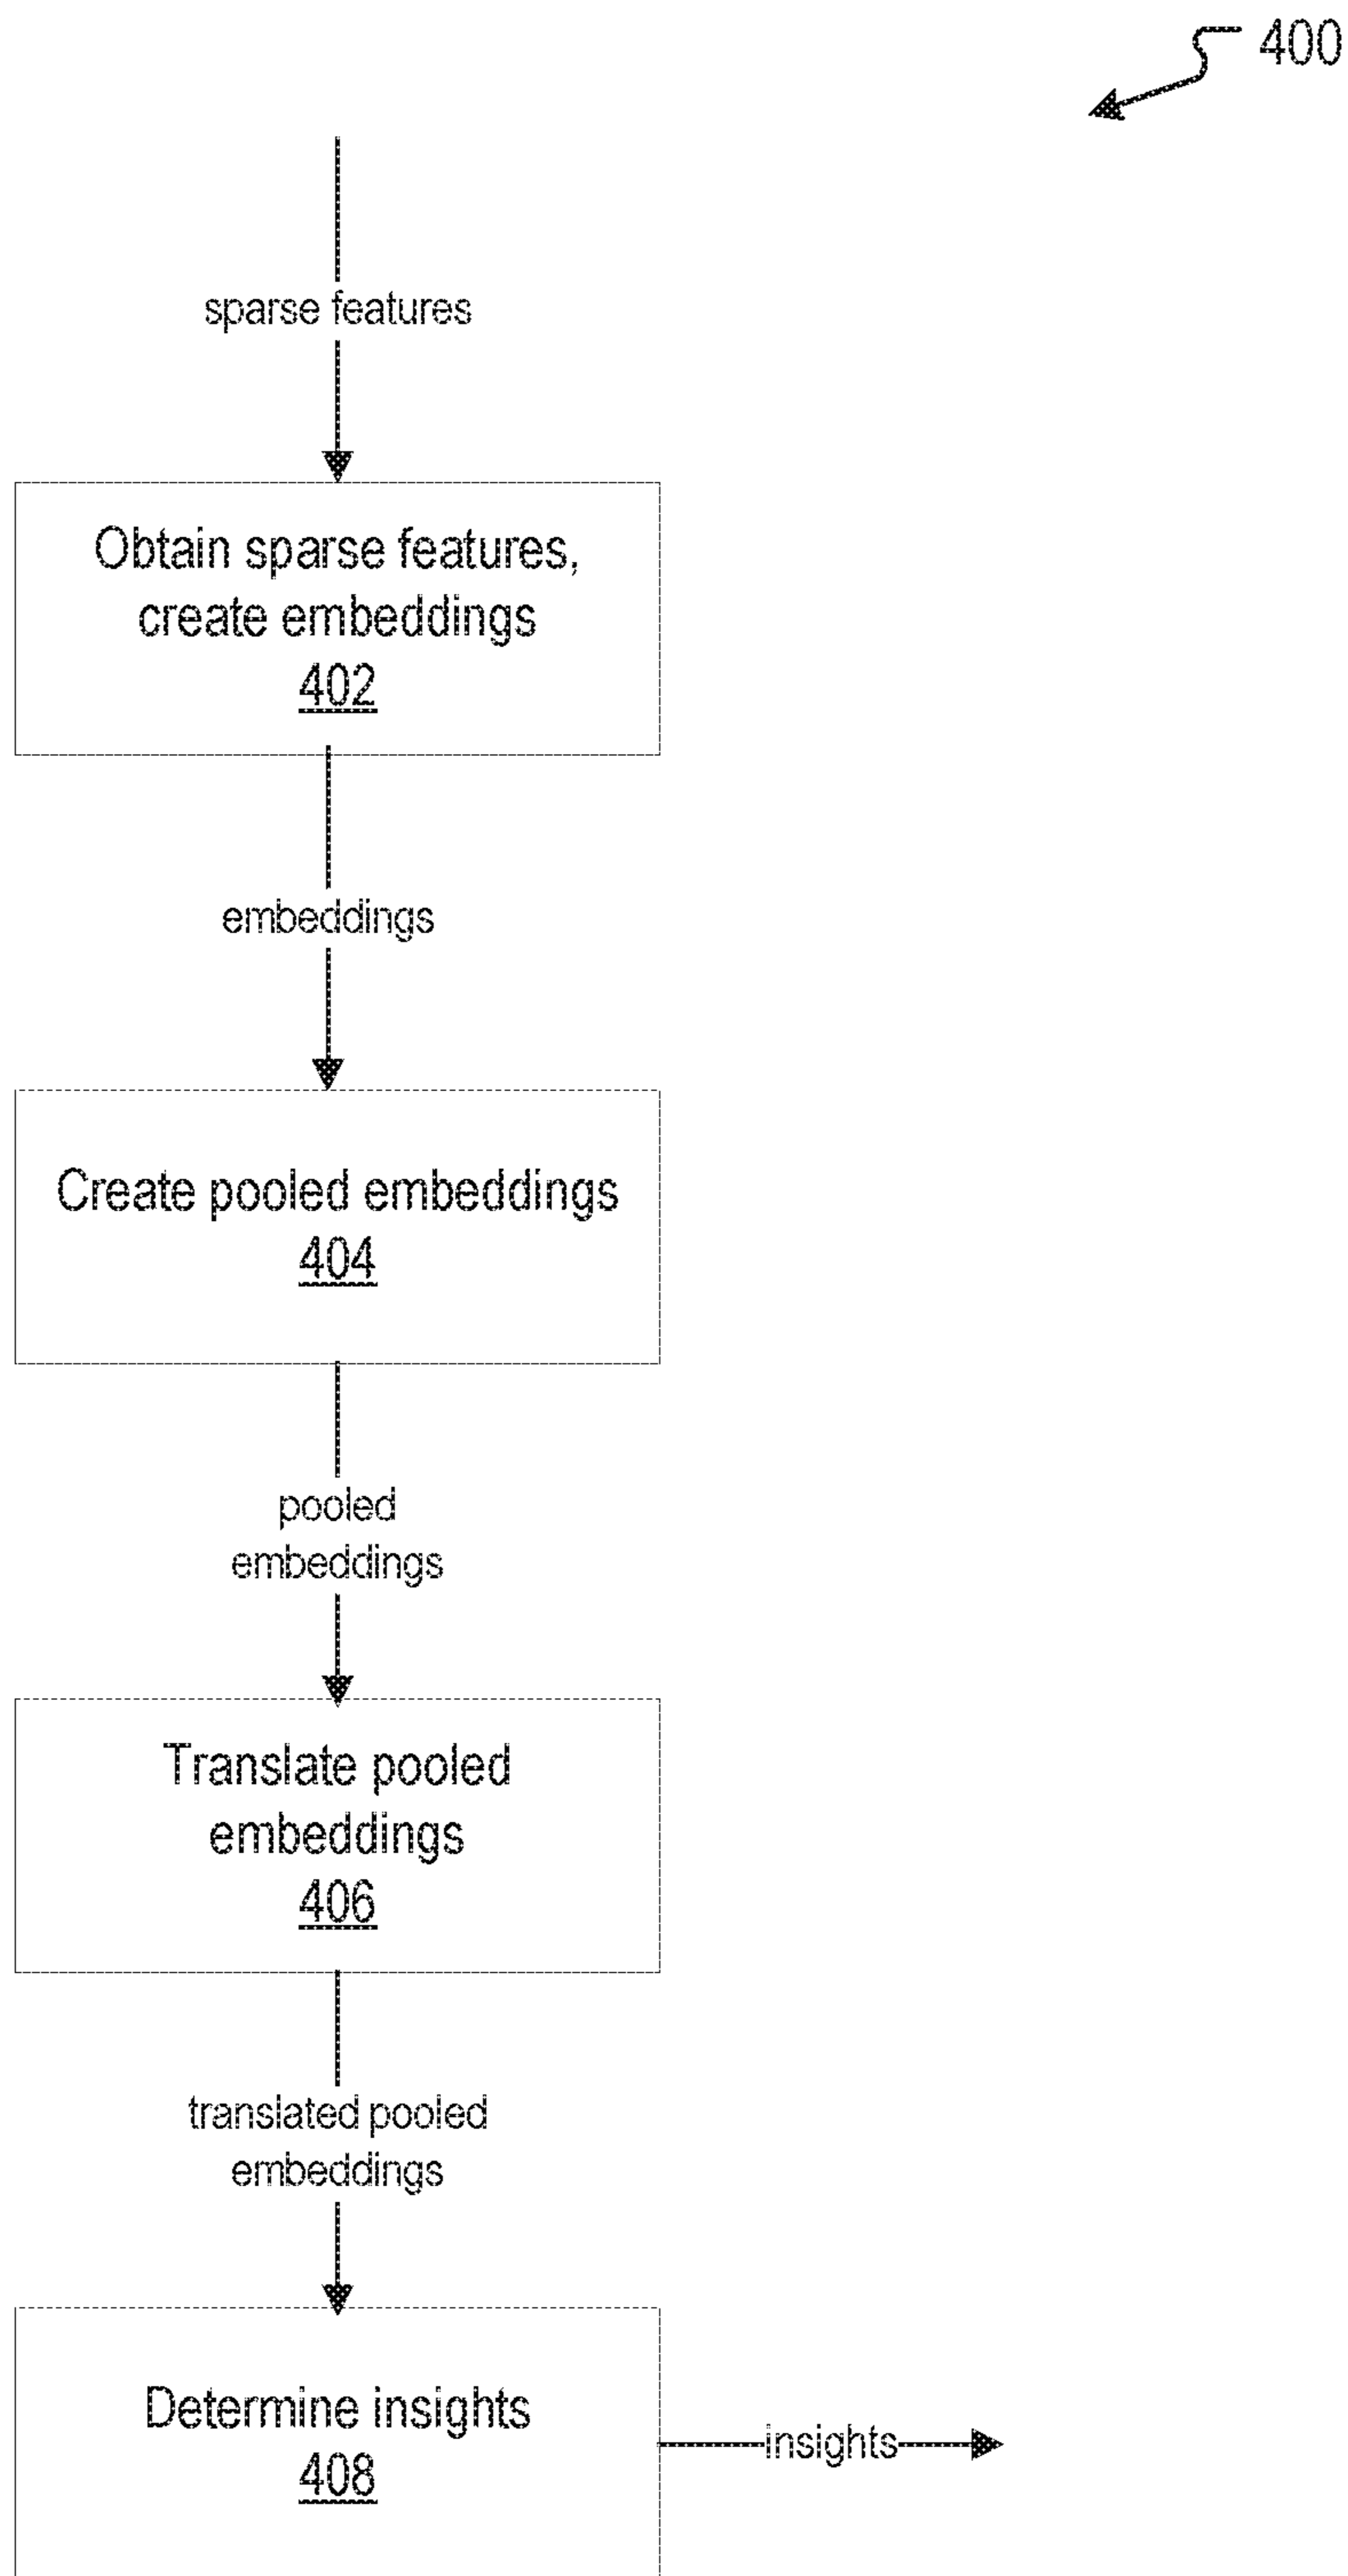 400
sparse features
Obtain sparse features,
create embeddings
402
embeddings
Create pooled embeddings
404
pooled
embeddings
Translate pooled
embeddings
406
translated pooled
embeddings
Determine insights
408
insights